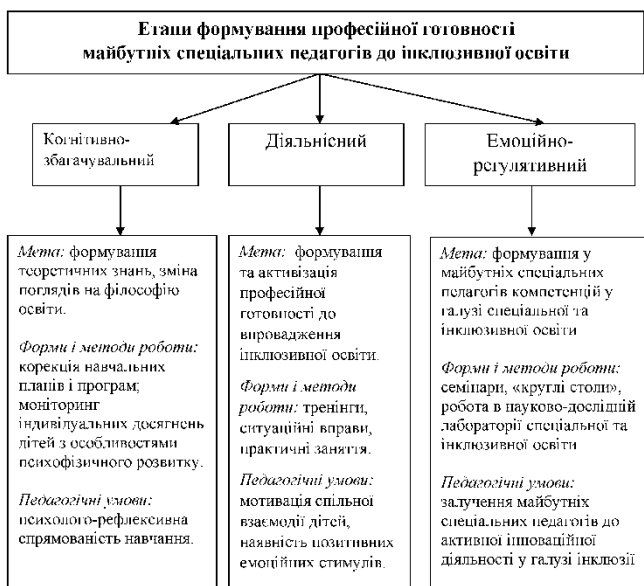 Етапи формування професійної готовності
майбутніх спеціальних педагогів до інклюзивної освіти
Когнітивно-
збагачувальний
Діяльнісний
Емоційно-
регулятивний
Мета: формування
теоретичних знань, зміна
поглядів на філософію
освіти.
Форми і методи роботи:
корекція навчальних
планів і програм;
моніторинг
індивідуальних досягнень
дітей з особливостями
психофізичного розвитку.
Педагогічні умови:
психолого-рефлексивна
спрямованість навчання.
Мета: формування
та активізація
професійної
готовності до
впровадження
інклюзивної освіти.
Форми і методи
роботи: тренінги,
ситуаційні вправи,
практичні заняття.
Педагогічні умови:
мотивація спільної
взаємодії дітей,
наявність позитивних
емоційних стимулів.
Мета: формування у
майбутніх спеціальних
педагогів компетенцій у
галузі спеціальної та
інклюзивної освіти
Форми і методи роботи:
семінари, «круглі столи»,
робота в науково-дослідній
лабораторії спеціальної та
інклюзивної освіти
Педагогічні умови:
залучення майбутніх
спеціальних педагогів до
активної інноваційної
діяльності у галузі інклюзії